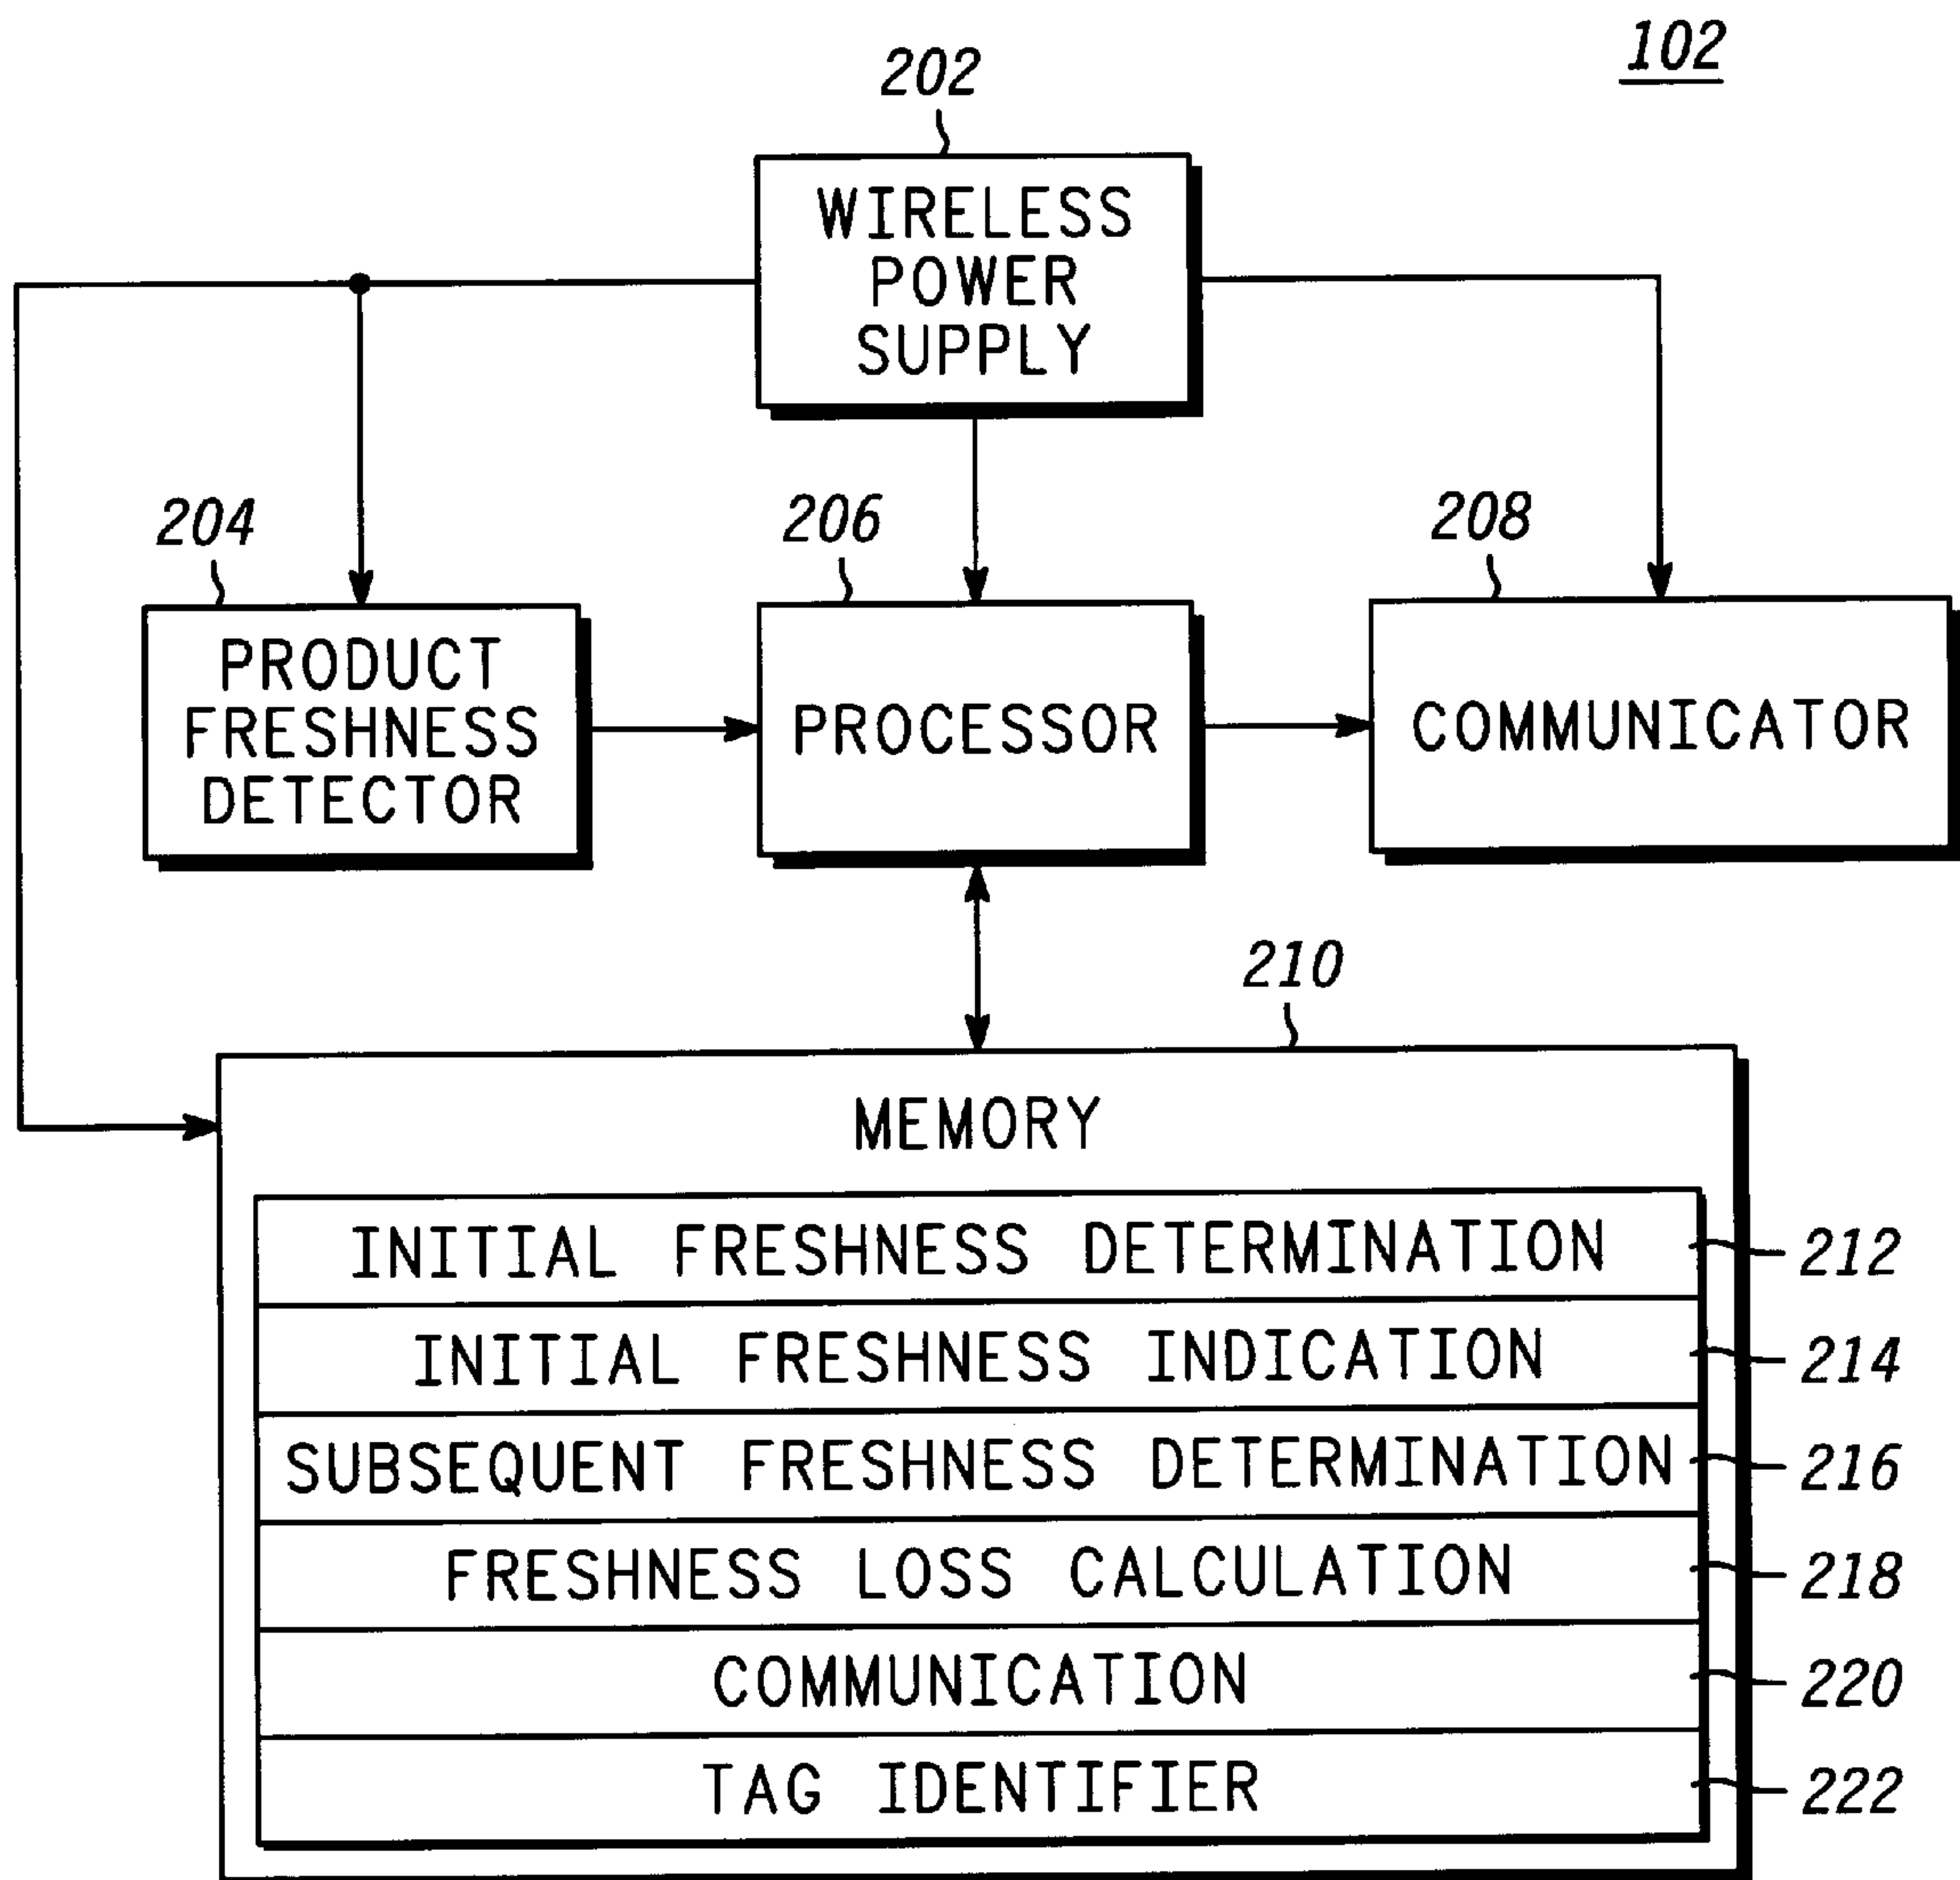 102
202
WIRELESS
POWER
SUPPLY
204
206
208
PRODUCT
FRESHNESS
DETECTOR
PROCESSOR
COMMUNICATOR
210
MEMORY
INITIAL FRESHNESS DETERMINATION
212
INITIAL FRESHNESS INDICATION
214
SUBSEQUENT FRESHNESS DETERMINATION
216
FRESHNESS LOSS CALCULATION
218
COMMUNICATION
220
TAG IDENTIFIER
222